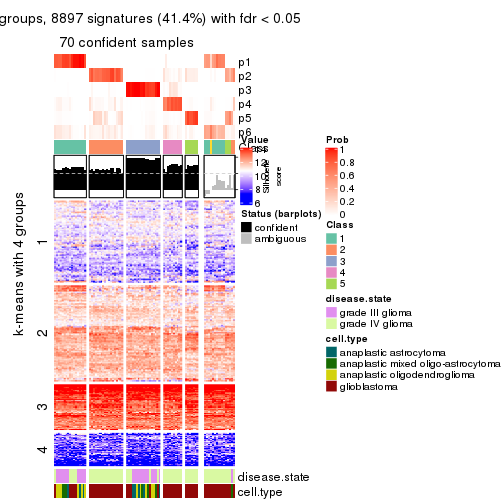 groups, 8897 signatures (41.4%) with fdr < 0.05
70 confident samples
p1
p2
p3
p4
p5
p6
Class
k-means with 4 groups
1
2
3
4
disease.state
cell.type
Value
14
12
10
8
6
Silhouette
score
Status (barplots)
confident
ambiguous
Prob
1
0.8
0.6
0.4
0.2
0
Class
1
2
3
4
5
disease.state
grade III glioma
grade IV glioma
cell.type
anaplastic astrocytoma
anaplastic mixed oligo-astrocytoma
anaplastic oligodendroglioma
glioblastoma